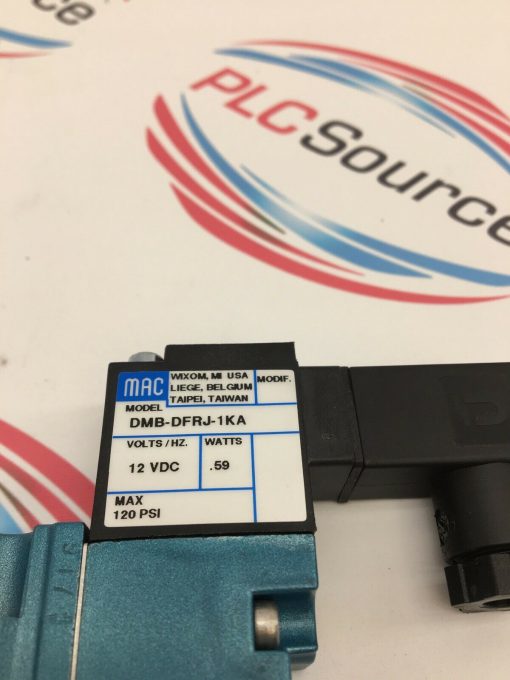 PLCSource
MAC
WIXOM, MI USA
LIEGE, BELGIUM
TAIPEI, TAIWAN
MODIF.
MODEL
DMB-DFRJ-1KA
VOLTS / HZ.
WATTS
12 VDC
.59
MAX
120 PSI